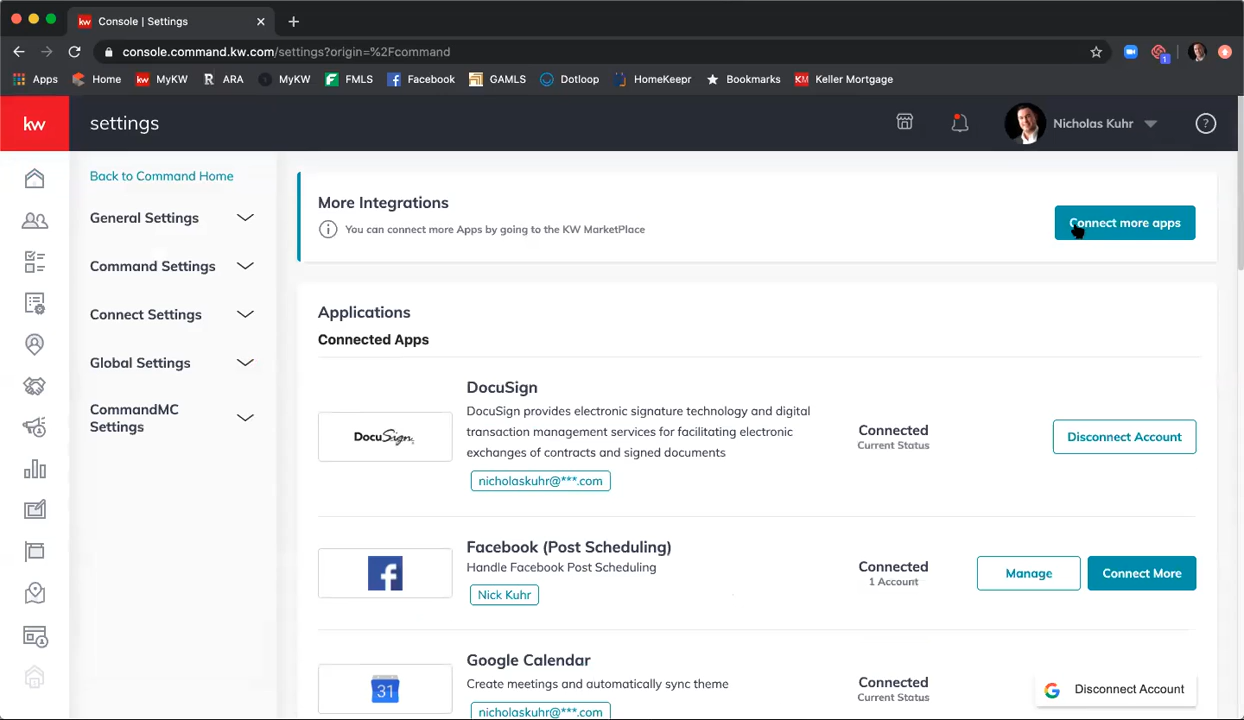 Console | Settings
console.command.kw.com/settings?origin=%2Fcommand
Apps Home kw MyKW R ARA MyKW FMLS Facebook GAMLS Dotloop HomeKeepr Bookmarks KM Keller Mortgage
kw settings Nicholas Kuhr
Back to Command Home
General Settings
Command Settings
Connect Settings
Global Settings
CommandMC
Settings
More Integrations
You can connect more Apps by going to the KW MarketPlace
Connect more apps
Applications
Connected Apps
DocuSign
DocuSign
DocuSign provides electronic signature technology and digital
transaction management services for facilitating electronic
exchanges of contracts and signed documents
nicholaskuhr@***.com
Connected
Current Status
Disconnect Account
Facebook (Post Scheduling)
Handle Facebook Post Scheduling
Nick Kuhr
Connected
1 Account
Manage
Connect More
31
Google Calendar
Create meetings and automatically sync theme
nicholaskuhr@***.com
Connected
Current Status
Disconnect Account